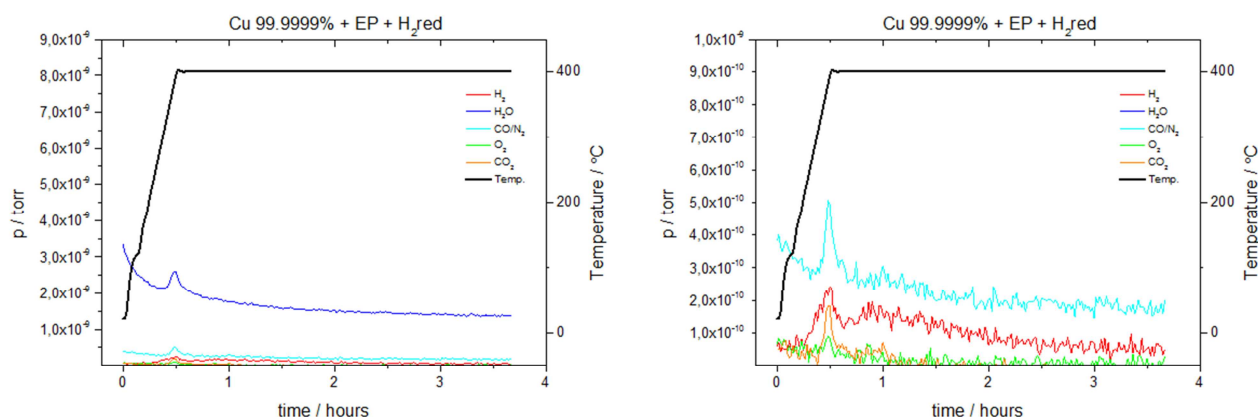 Cu 99.9999% + EP + H₂red
9,0x10⁻⁹
8,0x10⁻⁹
7,0x10⁻⁹
6,0x10⁻⁹
5,0x10⁻⁹
4,0x10⁻⁹
3,0x10⁻⁹
2,0x10⁻⁹
1,0x10⁻⁹
p / torr
H₂
H₂O
CO/N₂
O₂
CO₂
Temp.
400
200
0
Temperature / °C
0 1 2 3 4
time / hours
Cu 99.9999% + EP + H₂red
1,0x10⁻⁹
9,0x10⁻¹⁰
8,0x10⁻¹⁰
7,0x10⁻¹⁰
6,0x10⁻¹⁰
5,0x10⁻¹⁰
4,0x10⁻¹⁰
3,0x10⁻¹⁰
2,0x10⁻¹⁰
1,0x10⁻¹⁰
p / torr
H₂
H₂O
CO/N₂
O₂
CO₂
Temp.
400
200
0
Temperature / °C
0 1 2 3 4
time / hours